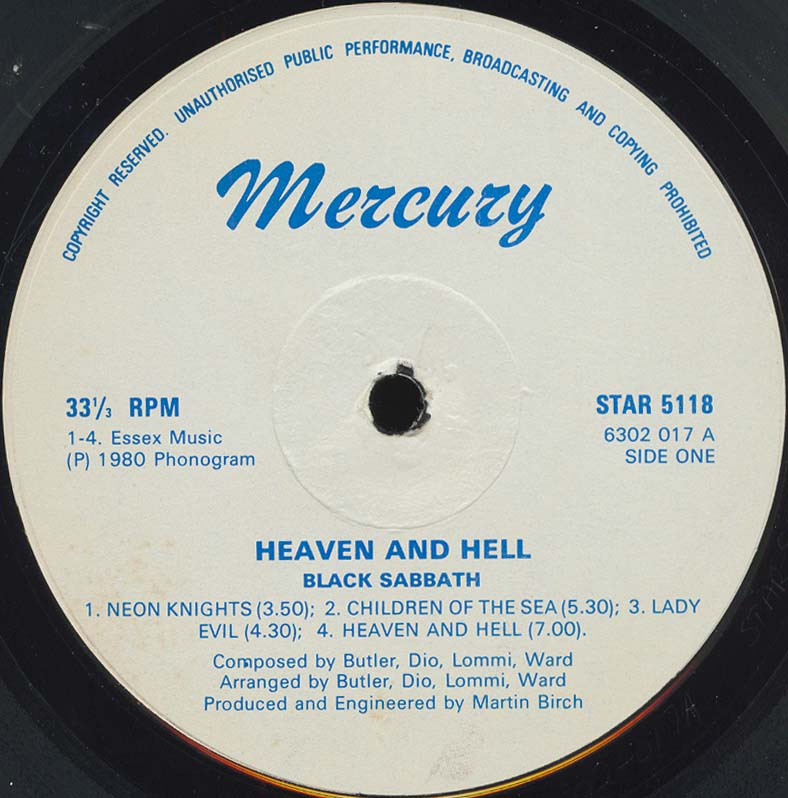 COPYRIGHT RESERVED. UNAUTHORISED PUBLIC PERFORMANCE, BROADCASTING AND COPYING PROHIBITED
Mercury
33⅓ RPM
1-4. Essex Music
(P) 1980 Phonogram
STAR 5118
6302 017 A
SIDE ONE
HEAVEN AND HELL
BLACK SABBATH
1. NEON KNIGHTS (3.50); 2. CHILDREN OF THE SEA (5.30); 3. LADY
EVIL (4.30); 4. HEAVEN AND HELL (7.00).
Composed by Butler, Dio, Lommi, Ward
Arranged by Butler, Dio, Lommi, Ward
Produced and Engineered by Martin Birch